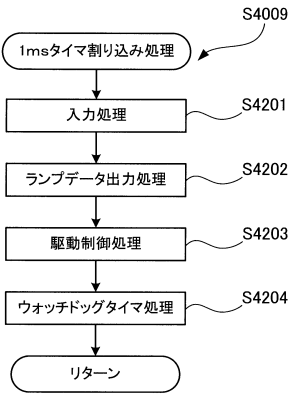 S4009
1msタイマ割り込み処理
入力処理
S4201
ランプデータ出力処理
S4202
駆動制御処理
S4203
ウォッチドッグタイマ処理
S4204
リターン